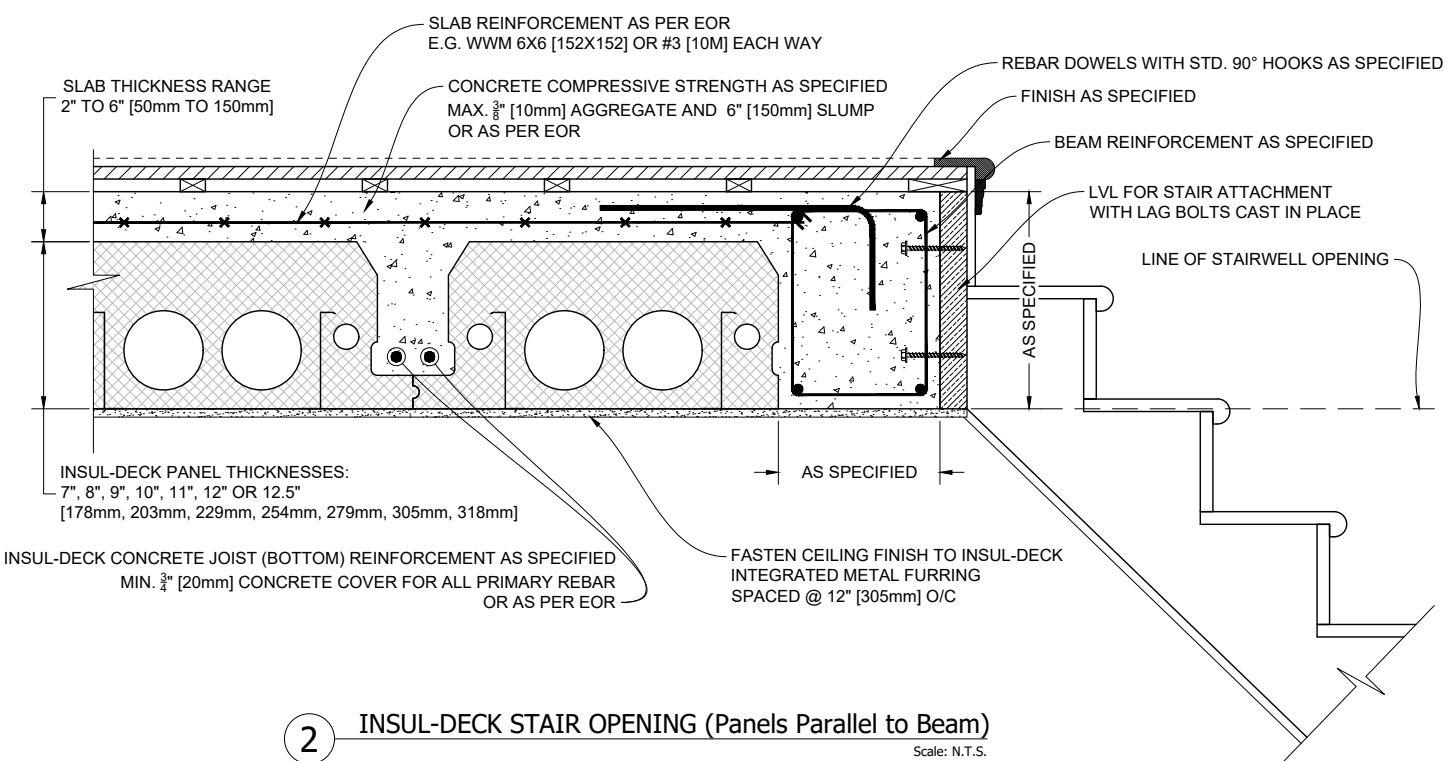 SLAB REINFORCEMENT AS PER EOR
E.G. WWM 6X6 [152X152] OR #3 [10M] EACH WAY
SLAB THICKNESS RANGE
2" TO 6" [50mm TO 150mm]
CONCRETE COMPRESSIVE STRENGTH AS SPECIFIED
MAX. 3/8" [10mm] AGGREGATE AND 6" [150mm] SLUMP
OR AS PER EOR
REBAR DOWELS WITH STD. 90° HOOKS AS SPECIFIED
FINISH AS SPECIFIED
BEAM REINFORCEMENT AS SPECIFIED
LVL FOR STAIR ATTACHMENT
WITH LAG BOLTS CAST IN PLACE
LINE OF STAIRWELL OPENING
AS SPECIFIED
AS SPECIFIED
INSUL-DECK PANEL THICKNESSES:
7", 8", 9", 10", 11", 12" OR 12.5"
[178mm, 203mm, 229mm, 254mm, 279mm, 305mm, 318mm]
INSUL-DECK CONCRETE JOIST (BOTTOM) REINFORCEMENT AS SPECIFIED
MIN. 3/4" [20mm] CONCRETE COVER FOR ALL PRIMARY REBAR
OR AS PER EOR
FASTEN CEILING FINISH TO INSUL-DECK
INTEGRATED METAL FURRING
SPACED @ 12" [305mm] O/C
2
INSUL-DECK STAIR OPENING (Panels Parallel to Beam)
Scale: N.T.S.